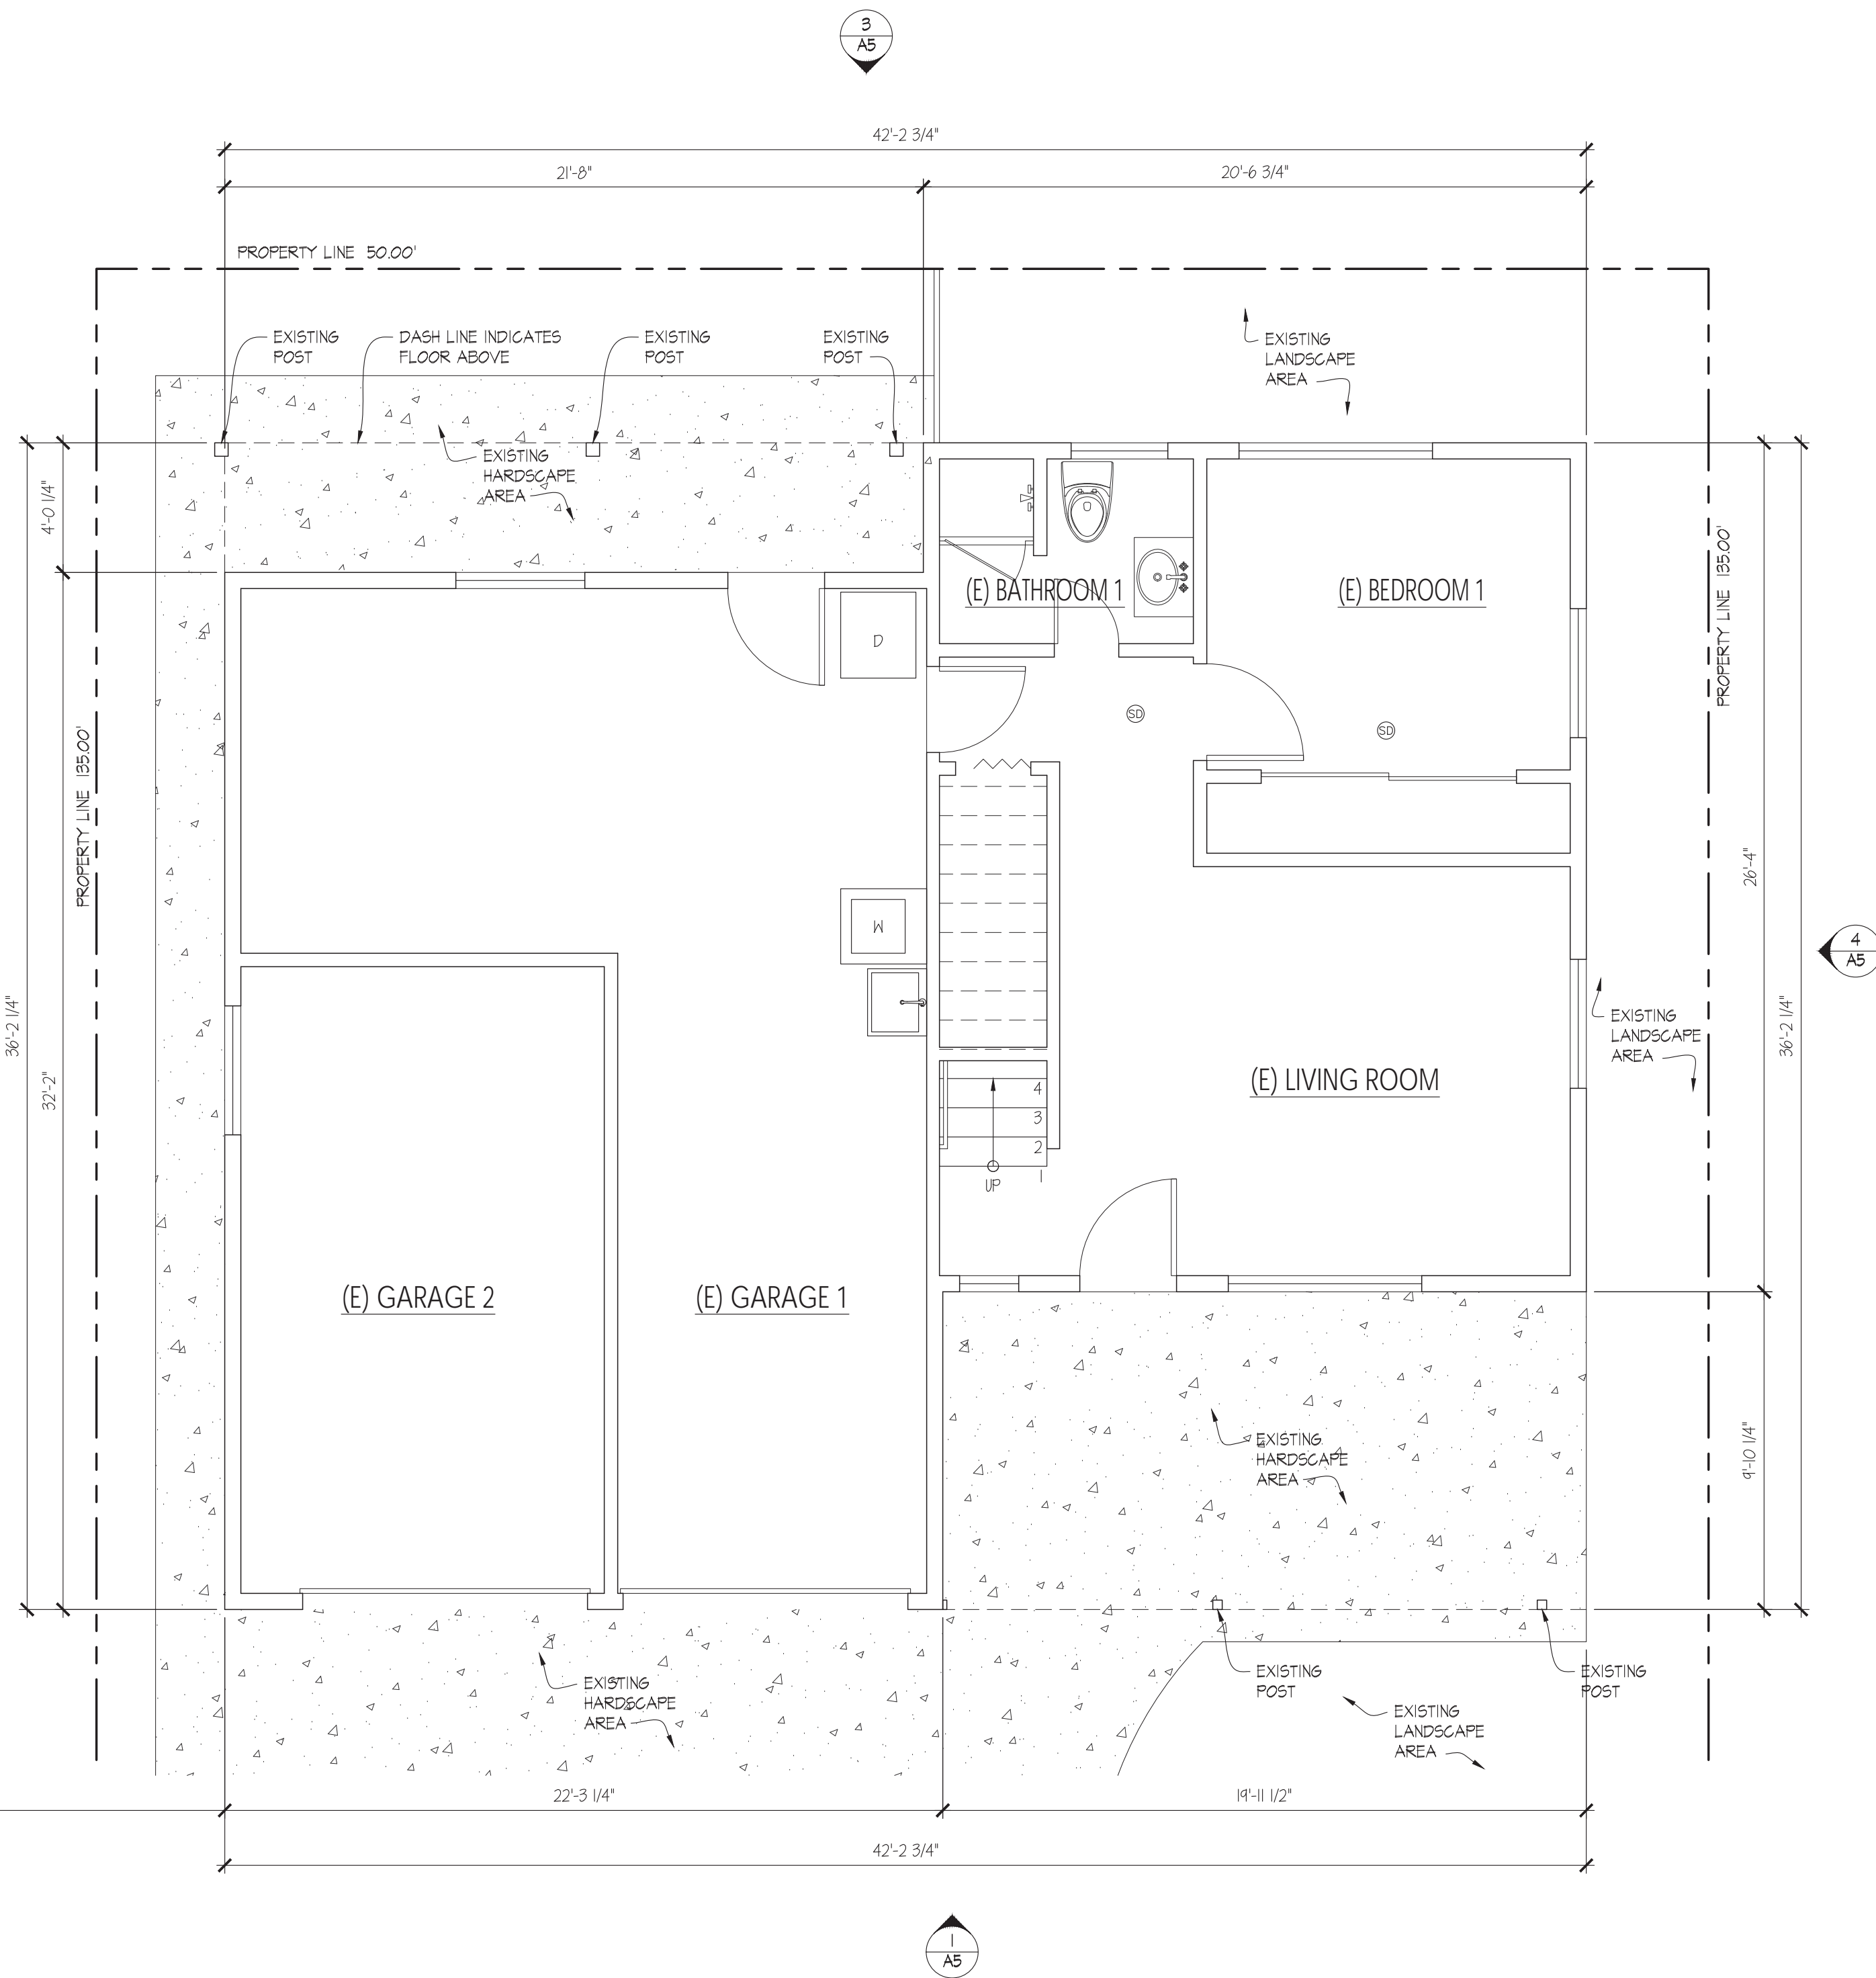 3
A5
42'-2 3/4"
21'-8"
20'-6 3/4"
PROPERTY LINE 50.00'
EXISTING
POST
DASH LINE INDICATES
FLOOR ABOVE
EXISTING
POST
EXISTING
POST
EXISTING
LANDSCAPE
AREA
EXISTING
HARDSCAPE
AREA
4'-0 1/4"
(E) BATHROOM 1
(E) BEDROOM 1
PROPERTY LINE 135.00'
D
SD
SD
PROPERTY LINE 135.00'
26'-4"
W
4
A5
36'-2 1/4"
32'-2"
EXISTING
LANDSCAPE
AREA
36'-2 1/4"
(E) LIVING ROOM
4
3
2
1
UP
(E) GARAGE 2
(E) GARAGE 1
EXISTING
HARDSCAPE
AREA
9'-10 1/4"
EXISTING
HARDSCAPE
AREA
EXISTING
POST
EXISTING
POST
EXISTING
LANDSCAPE
AREA
22'-3 1/4"
19'-11 1/2"
42'-2 3/4"
1
A5